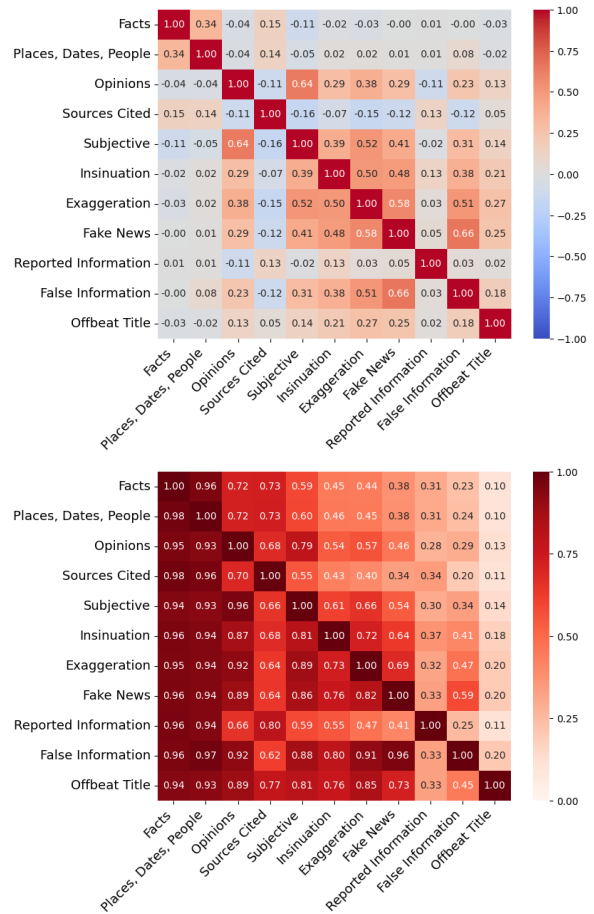 Facts 1.00 0.34 -0.04 0.15 -0.11 -0.02 -0.03 -0.00 0.01 -0.00 -0.03
Places, Dates, People 0.34 1.00 -0.04 0.14 -0.05 0.02 0.02 0.01 0.01 0.08 -0.02
Opinions -0.04 -0.04 1.00 -0.11 0.64 0.29 0.38 0.29 -0.11 0.23 0.13
Sources Cited 0.15 0.14 -0.11 1.00 -0.16 -0.07 -0.15 -0.12 0.13 -0.12 0.05
Subjective -0.11 -0.05 0.64 -0.16 1.00 0.39 0.52 0.41 -0.02 0.31 0.14
Insinuation -0.02 0.02 0.29 -0.07 0.39 1.00 0.50 0.48 0.13 0.38 0.21
Exaggeration -0.03 0.02 0.38 -0.15 0.52 0.50 1.00 0.58 0.03 0.51 0.27
Fake News -0.00 0.01 0.29 -0.12 0.41 0.48 0.58 1.00 0.05 0.66 0.25
Reported Information 0.01 0.01 -0.11 0.13 -0.02 0.13 0.03 0.05 1.00 0.03 0.02
False Information -0.00 0.08 0.23 -0.12 0.31 0.38 0.51 0.66 0.03 1.00 0.18
Offbeat Title -0.03 -0.02 0.13 0.05 0.14 0.21 0.27 0.25 0.02 0.18 1.00
Facts
Places, Dates, People
Opinions
Sources Cited
Subjective
Insinuation
Exaggeration
Fake News
Reported Information
False Information
Offbeat Title
1.00
0.75
0.50
0.25
0.00
−0.25
−0.50
−0.75
−1.00
Facts 1.00 0.96 0.72 0.73 0.59 0.45 0.44 0.38 0.31 0.23 0.10
Places, Dates, People 0.98 1.00 0.72 0.73 0.60 0.46 0.45 0.38 0.31 0.24 0.10
Opinions 0.95 0.93 1.00 0.68 0.79 0.54 0.57 0.46 0.28 0.29 0.13
Sources Cited 0.98 0.96 0.70 1.00 0.55 0.43 0.40 0.34 0.34 0.20 0.11
Subjective 0.94 0.93 0.96 0.66 1.00 0.61 0.66 0.54 0.30 0.34 0.14
Insinuation 0.96 0.94 0.87 0.68 0.81 1.00 0.72 0.64 0.37 0.41 0.18
Exaggeration 0.95 0.94 0.92 0.64 0.89 0.73 1.00 0.69 0.32 0.47 0.20
Fake News 0.96 0.94 0.89 0.64 0.86 0.76 0.82 1.00 0.33 0.59 0.20
Reported Information 0.96 0.94 0.66 0.80 0.59 0.55 0.47 0.41 1.00 0.25 0.11
False Information 0.96 0.97 0.92 0.62 0.88 0.80 0.91 0.96 0.33 1.00 0.20
Offbeat Title 0.94 0.93 0.89 0.77 0.81 0.76 0.85 0.73 0.33 0.45 1.00
Facts
Places, Dates, People
Opinions
Sources Cited
Subjective
Insinuation
Exaggeration
Fake News
Reported Information
False Information
Offbeat Title
1.00
0.75
0.50
0.25
0.00